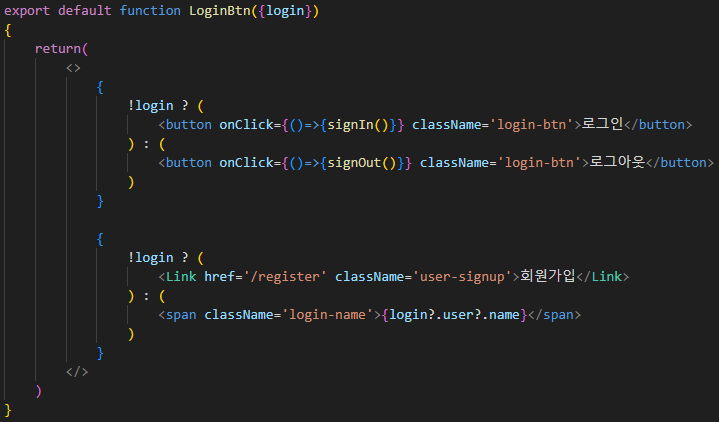 export default function LoginBtn({login})
{
    return(
        <>
            {
                !login ? (
                    <button onClick={()=>{signIn()}} className='login-btn'>로그인</button>
                ) : (
                    <button onClick={()=>{signOut()}} className='login-btn'>로그아웃</button>
                )
            }

            {
                !login ? (
                    <Link href='/register' className='user-signup'>회원가입</Link>
                ) : (
                    <span className='login-name'>{login?.user?.name}</span>
                )
            }
        </>
    )
}